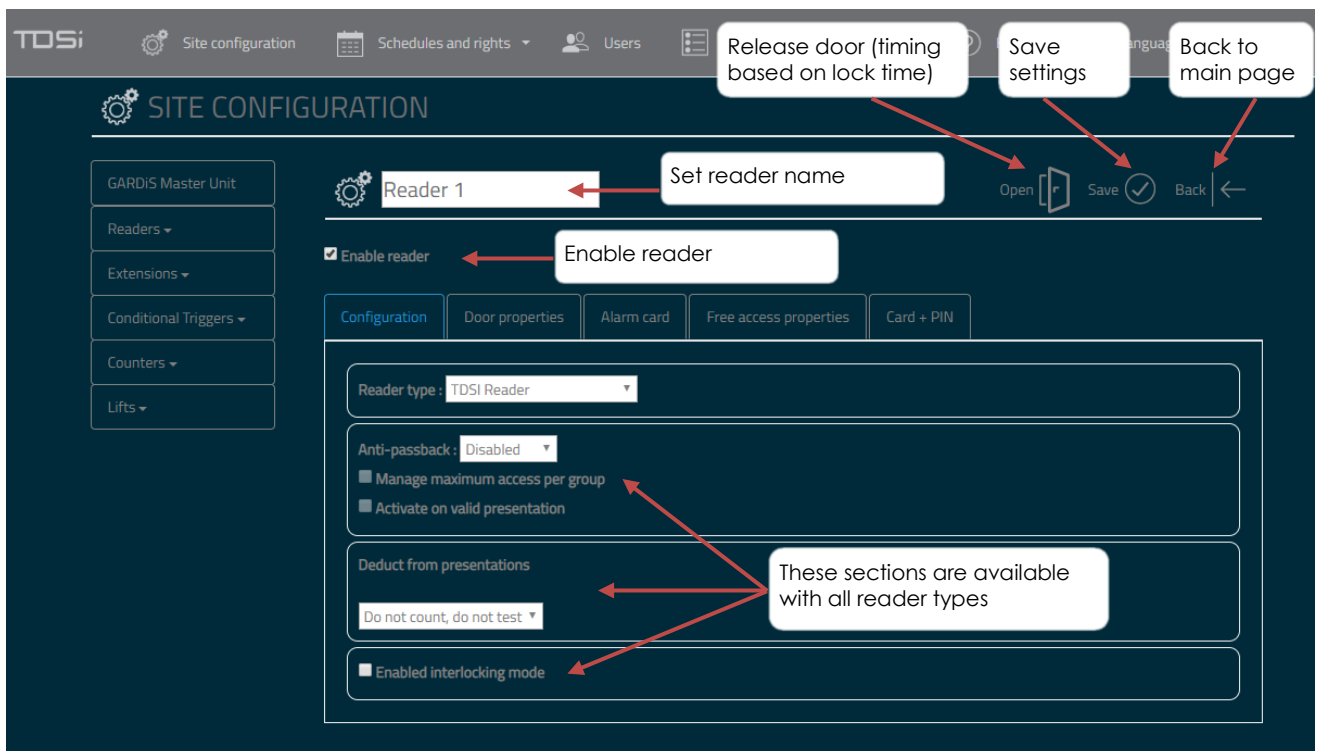 TDSi
Site configuration
Schedules and rights
Users
Release door (timing
based on lock time)
Save
settings
Back to
main page
SITE CONFIGURATION
GARDiS Master Unit
Readers
Extensions
Conditional Triggers
Counters
Lifts
Reader 1
Set reader name
Open
Save
Back
Enable reader
Enable reader
Configuration
Door properties
Alarm card
Free access properties
Card + PIN
Reader type : TDSI Reader
Anti-passback : Disabled
Manage maximum access per group
Activate on valid presentation
Deduct from presentations
Do not count, do not test
These sections are available
with all reader types
Enabled interlocking mode